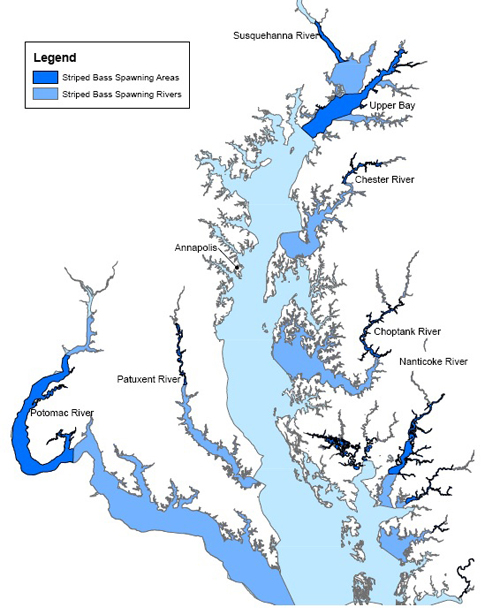 Susquehanna River
Legend
Striped Bass Spawning Areas
Striped Bass Spawning Rivers
Upper Bay
Chester River
Annapolis
Choptank River
Nanticoke River
Patuxent River
Potomac River